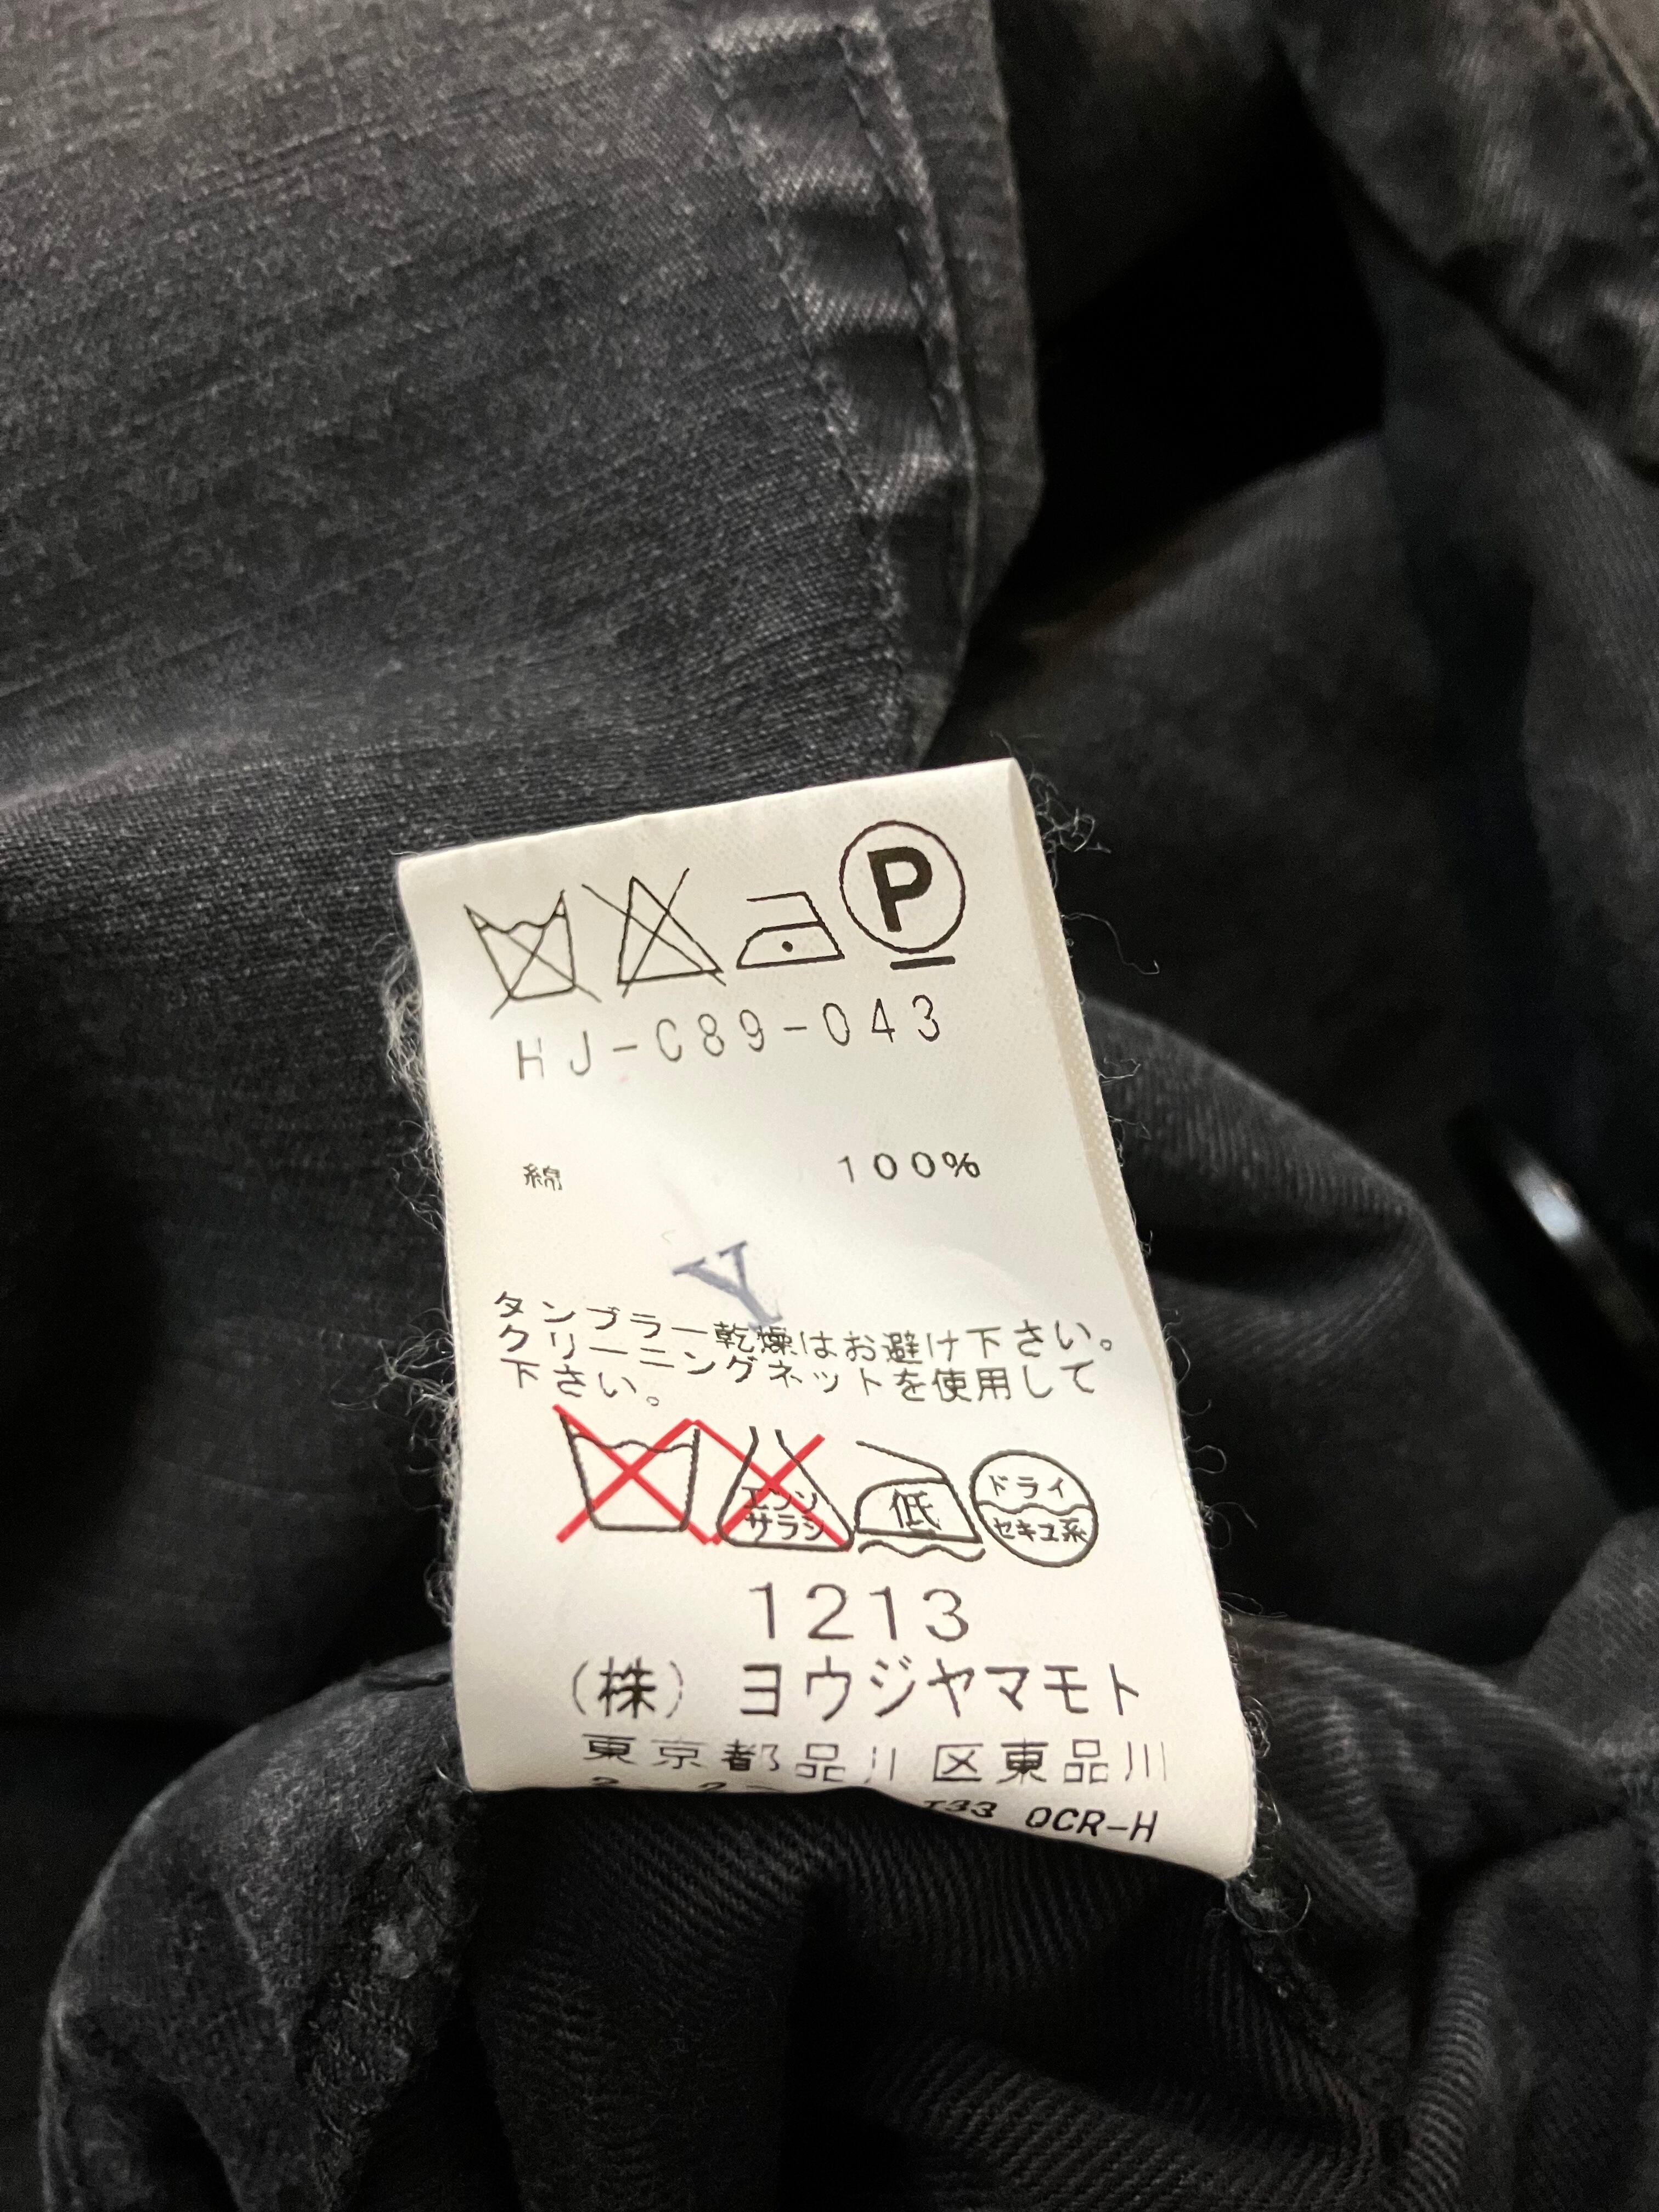 P
HJ-C89-043
綿 100%
Y
タンブラー乾燥はお避け下さい。
クリーニングネットを使用して
下さい。
エンソ
サラシ
低
ドライ
セキユ系
1213
(株) ヨウジヤマモト
東京都品川区東品川
I33 OCR-H